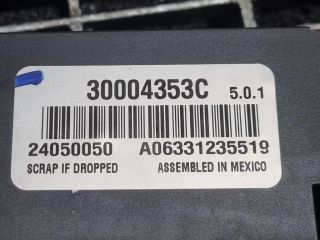 30004353C 5.0.1
24050050 A06331235519
SCRAP IF DROPPED ASSEMBLED IN MEXICO